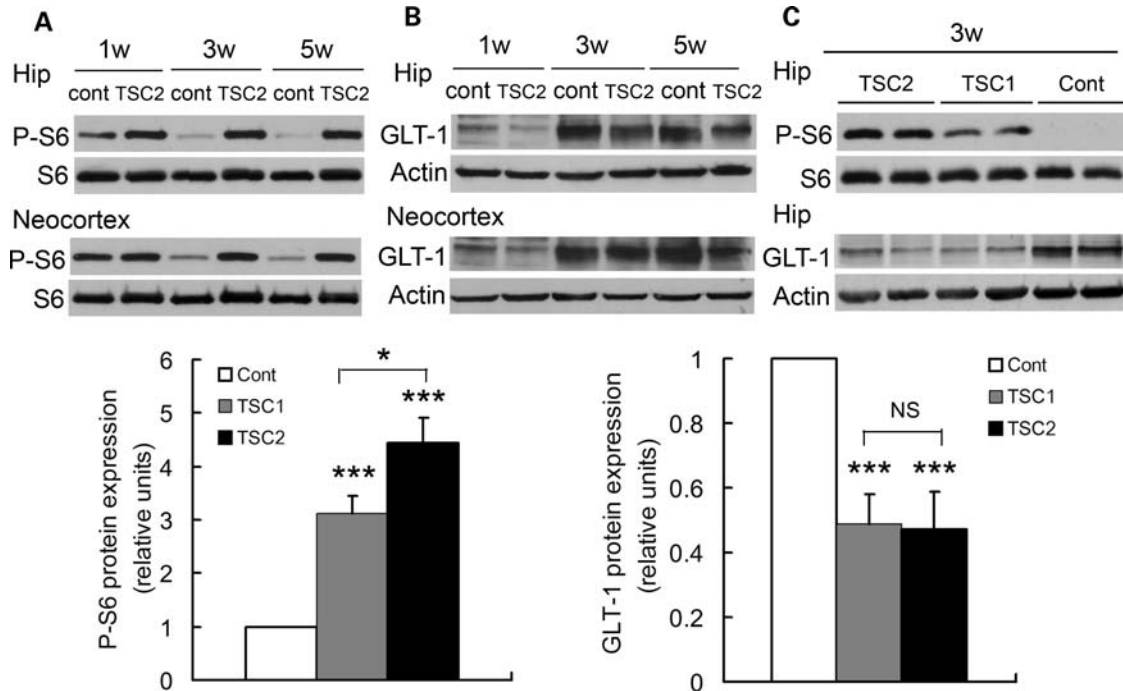 A
1w 3w 5w
Hip
cont TSC2 cont TSC2 cont TSC2
P-S6
S6
Neocortex
P-S6
S6
B
1w 3w 5w
Hip
cont TSC2 cont TSC2 cont TSC2
GLT-1
Actin
Neocortex
GLT-1
Actin
C
3w
Hip
TSC2 TSC1 Cont
P-S6
S6
Hip
GLT-1
Actin
P-S6 protein expression
(relative units)
6
5
4
3
2
1
0
Cont
TSC1
TSC2
*
***
***
GLT-1 protein expression
(relative units)
1
0.8
0.6
0.4
0.2
0
Cont
TSC1
TSC2
NS
*** ***